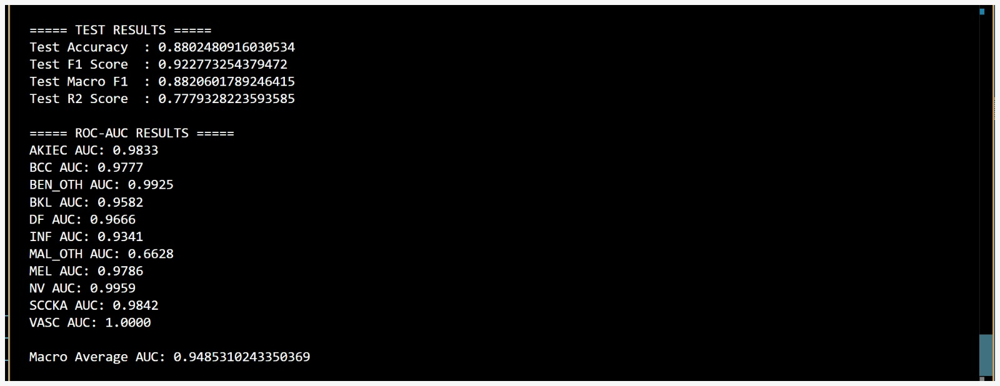 ===== TEST RESULTS =====
Test Accuracy  : 0.8802480916030534
Test F1 Score  : 0.922773254379472
Test Macro F1  : 0.8820601789246415
Test R2 Score  : 0.7779328223593585
===== ROC-AUC RESULTS =====
AKIEC AUC: 0.9833
BCC AUC: 0.9777
BEN_OTH AUC: 0.9925
BKL AUC: 0.9582
DF AUC: 0.9666
INF AUC: 0.9341
MAL_OTH AUC: 0.6628
MEL AUC: 0.9786
NV AUC: 0.9959
SCCKA AUC: 0.9842
VASC AUC: 1.0000
Macro Average AUC: 0.9485310243350369